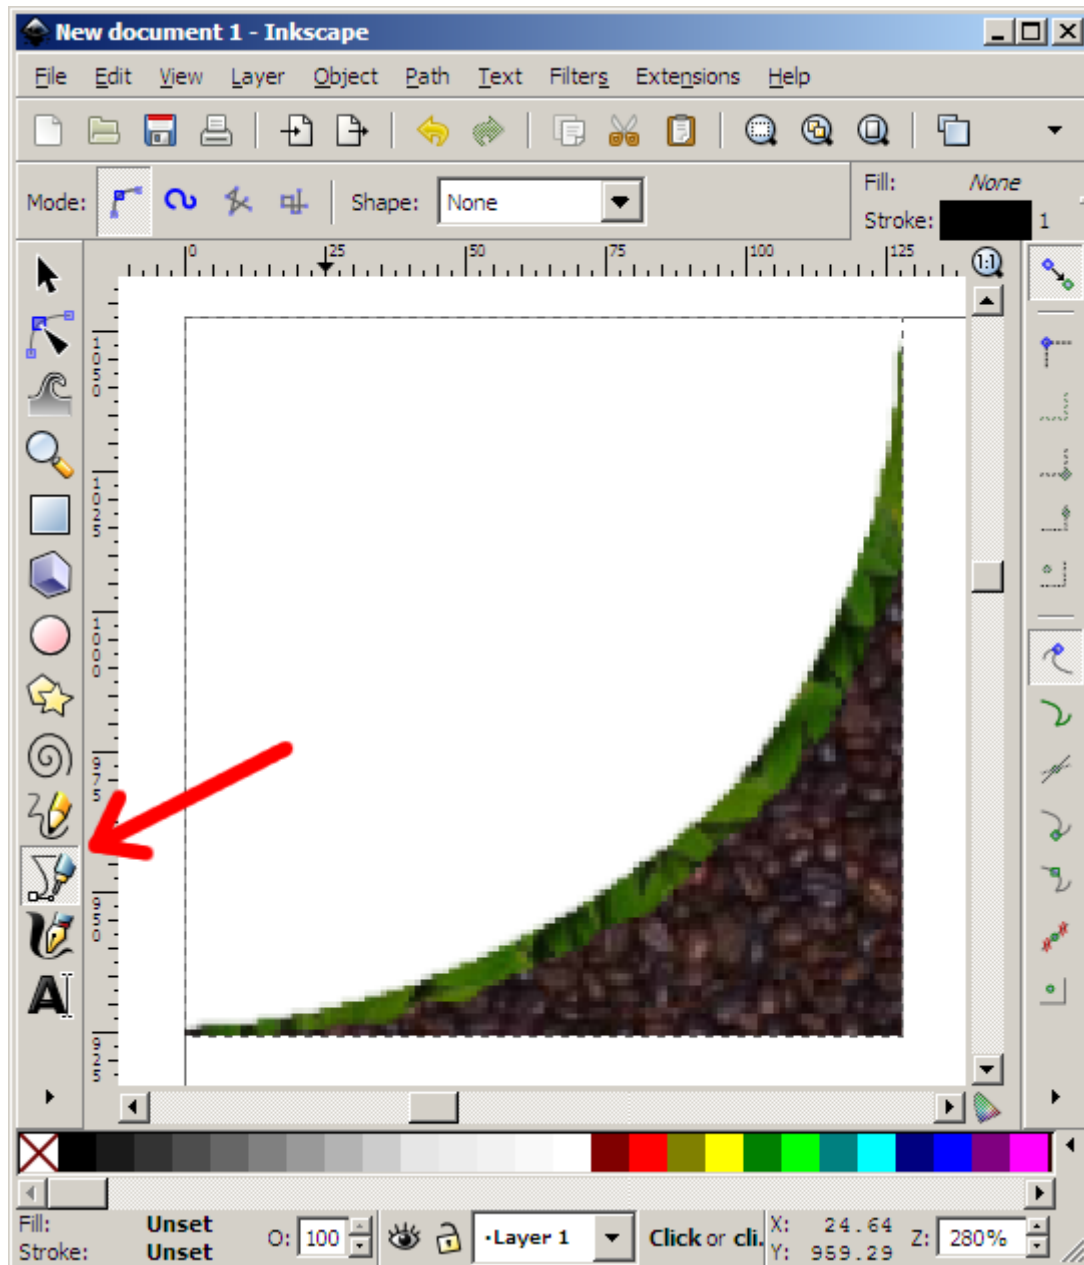 New document 1 - Inkscape
File Edit View Layer Object Path Text Filters Extensions Help
Mode: Shape: None Fill: None
Stroke: 1
0 25 50 75 100 125
1:1
1050
1025
1000
975
950
925
A
Fill: Unset O: 100 ·Layer 1 Click or cli. X: 24.64 Z: 280%
Stroke: Unset Y: 959.29